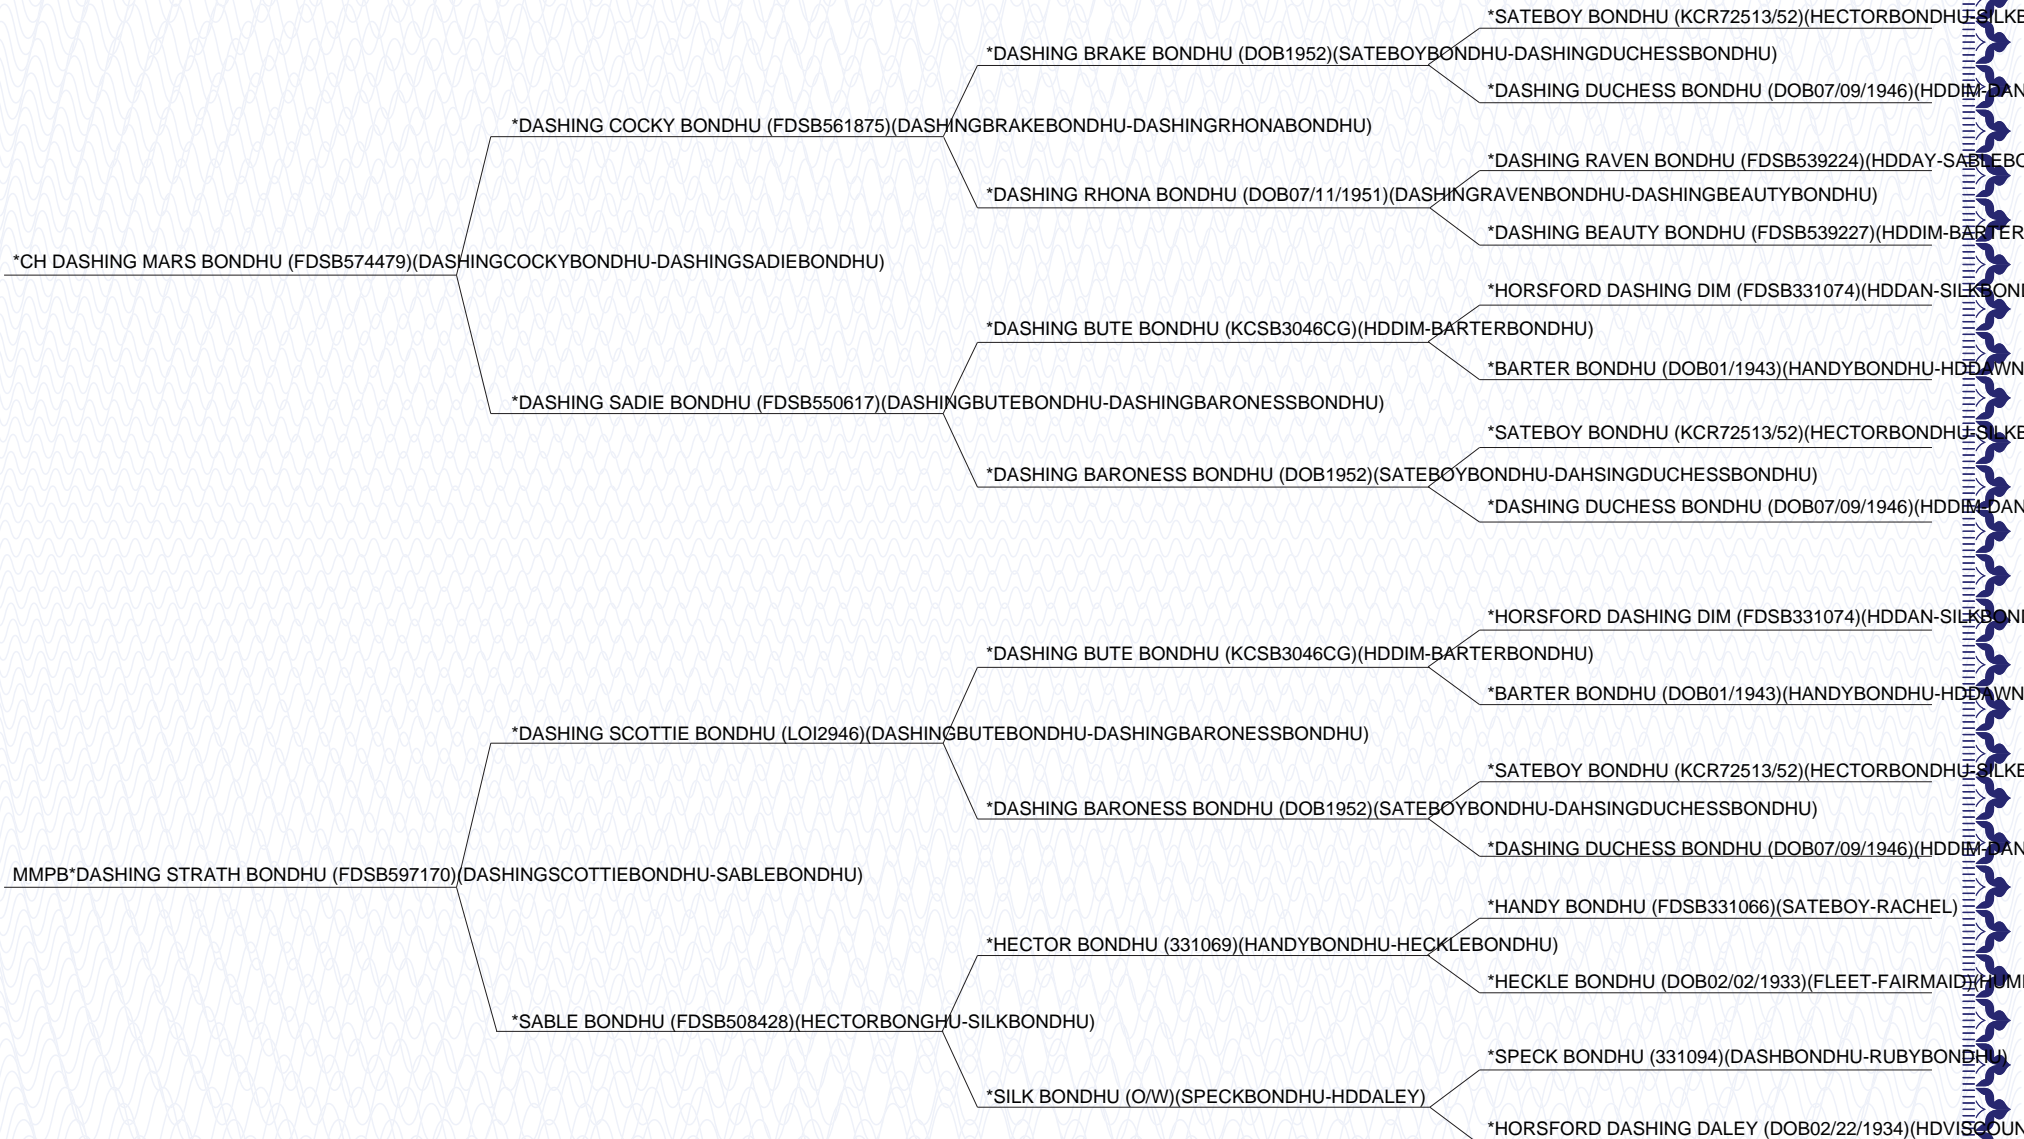 *SATEBOY BONDHU (KCR72513/52)(HECTORBONDHU-SILKB
*DASHING BRAKE BONDHU (DOB1952)(SATEBOYBONDHU-DASHINGDUCHESSBONDHU)
*DASHING DUCHESS BONDHU (DOB07/09/1946)(HDDIM-DAN
*DASHING COCKY BONDHU (FDSB561875)(DASHINGBRAKEBONDHU-DASHINGRHONABONDHU)
*DASHING RAVEN BONDHU (FDSB539224)(HDDAY-SABLEBO
*DASHING RHONA BONDHU (DOB07/11/1951)(DASHINGRAVENBONDHU-DASHINGBEAUTYBONDHU)
*DASHING BEAUTY BONDHU (FDSB539227)(HDDIM-BARTER
*CH DASHING MARS BONDHU (FDSB574479)(DASHINGCOCKYBONDHU-DASHINGSADIEBONDHU)
*HORSFORD DASHING DIM (FDSB331074)(HDDAN-SILKBOND
*DASHING BUTE BONDHU (KCSB3046CG)(HDDIM-BARTERBONDHU)
*BARTER BONDHU (DOB01/1943)(HANDYBONDHU-HDDAWN
*DASHING SADIE BONDHU (FDSB550617)(DASHINGBUTEBONDHU-DASHINGBARONESSBONDHU)
*SATEBOY BONDHU (KCR72513/52)(HECTORBONDHU-SILKB
*DASHING BARONESS BONDHU (DOB1952)(SATEBOYBONDHU-DAHSINGDUCHESSBONDHU)
*DASHING DUCHESS BONDHU (DOB07/09/1946)(HDDIM-DAN
*HORSFORD DASHING DIM (FDSB331074)(HDDAN-SILKBOND
*DASHING BUTE BONDHU (KCSB3046CG)(HDDIM-BARTERBONDHU)
*BARTER BONDHU (DOB01/1943)(HANDYBONDHU-HDDAWN
*DASHING SCOTTIE BONDHU (LOI2946)(DASHINGBUTEBONDHU-DASHINGBARONESSBONDHU)
*SATEBOY BONDHU (KCR72513/52)(HECTORBONDHU-SILKB
*DASHING BARONESS BONDHU (DOB1952)(SATEBOYBONDHU-DAHSINGDUCHESSBONDHU)
*DASHING DUCHESS BONDHU (DOB07/09/1946)(HDDIM-DAN
MMPB*DASHING STRATH BONDHU (FDSB597170)(DASHINGSCOTTIEBONDHU-SABLEBONDHU)
*HANDY BONDHU (FDSB331066)(SATEBOY-RACHEL)
*HECTOR BONDHU (331069)(HANDYBONDHU-HECKLEBONDHU)
*HECKLE BONDHU (DOB02/02/1933)(FLEET-FAIRMAID)(HUM
*SABLE BONDHU (FDSB508428)(HECTORBONGHU-SILKBONDHU)
*SPECK BONDHU (331094)(DASHBONDHU-RUBYBONDHU)
*SILK BONDHU (O/W)(SPECKBONDHU-HDDALEY)
*HORSFORD DASHING DALEY (DOB02/22/1934)(HDVISCOUN